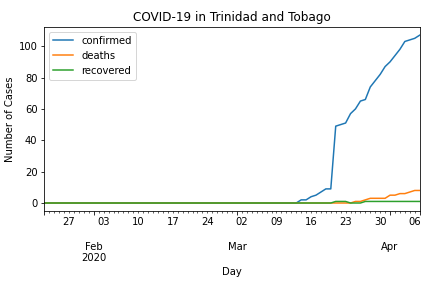 COVID-19 in Trinidad and Tobago
confirmed
deaths
recovered
Number of Cases
100
80
60
40
20
0
27 03 10 17 24 02 09 16 23 30 06
Feb Mar Apr
2020
Day